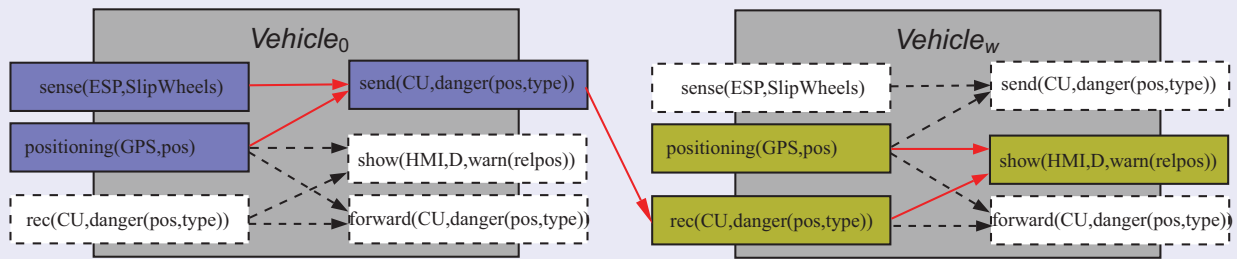 Vehicle0
sense(ESP,SlipWheels)
send(CU,danger(pos,type))
positioning(GPS,pos)
show(HMI,D,warn(relpos))
rec(CU,danger(pos,type))
forward(CU,danger(pos,type))
Vehiclew
sense(ESP,SlipWheels)
send(CU,danger(pos,type))
positioning(GPS,pos)
show(HMI,D,warn(relpos))
rec(CU,danger(pos,type))
forward(CU,danger(pos,type))